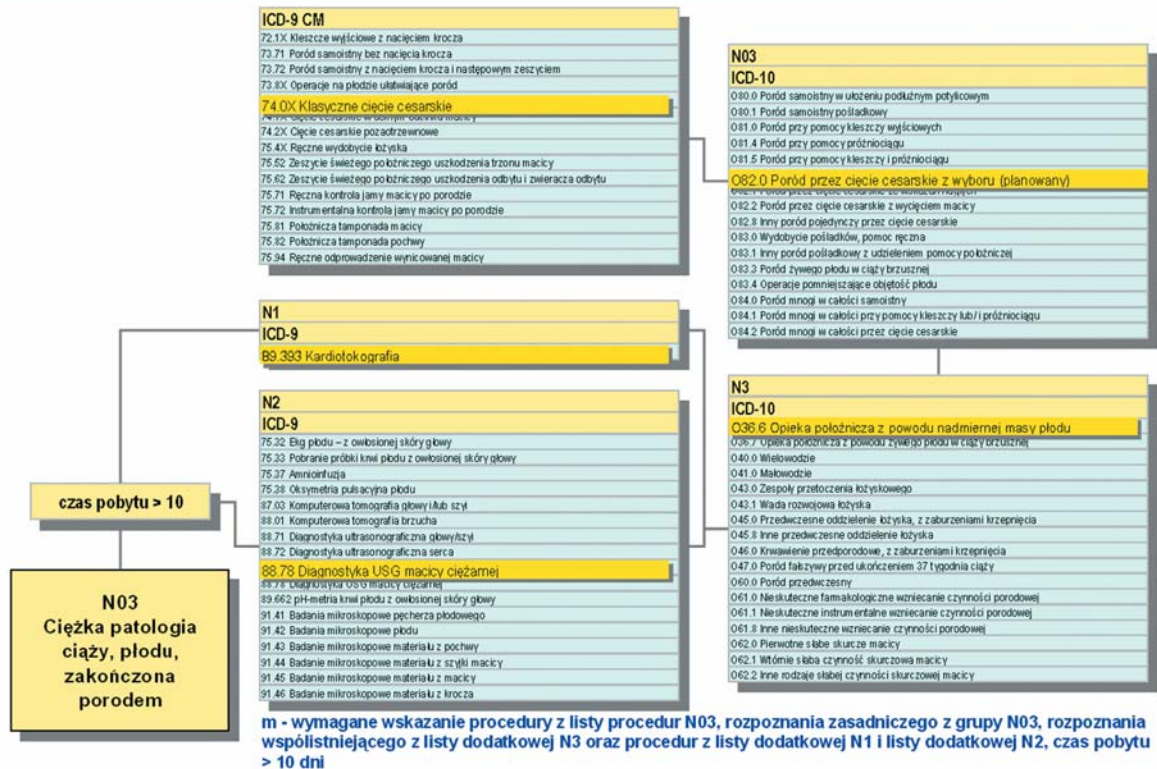 ICD-9 CM
72.1X Kleszcze wyjściowe z nacięciem krocza
73.71 Poród samoistny bez nacięcia krocza
73.72 Poród samoistny z nacięciem krocza i następowym zeszyciem
73.8X Operacje na płodzie ułatwiające poród
74.0X Klasyczne cięcie cesarskie
74.2X Cięcie cesarskie pozaotrzewnowe
75.4X Ręczne wydobycie łożyska
75.52 Zeszycie świeżego położniczego uszkodzenia trzonu macicy
75.62 Zeszycie świeżego położniczego uszkodzenia odbytu i zwieracza odbytu
75.71 Ręczna kontrola jamy macicy po porodzie
75.72 Instrumentalna kontrola jamy macicy po porodzie
75.81 Położnicza tamponada macicy
75.82 Położnicza tamponada pochwy
75.94 Ręczne odprowadzenie wynicowanej macicy
N03
ICD-10
O80.0 Poród samoistny w ułożeniu podłużnym potylicowym
O80.1 Poród samoistny pośladkowy
O81.0 Poród przy pomocy kleszczy wyjściowych
O81.4 Poród przy pomocy próżniociągu
O81.5 Poród przy pomocy kleszczy i próżniociągu
O82.0 Poród przez cięcie cesarskie z wyboru (planowany)
O82.2 Poród przez cięcie cesarskie z wycięciem macicy
O82.8 Inny poród pojedynczy przez cięcie cesarskie
O83.0 Wydobycie pośladków, pomoc ręczna
O83.1 Inny poród pośladkowy z udzieleniem pomocy położniczej
O83.3 Poród żywego płodu w ciąży brzusznej
O83.4 Operacje pomniejszające objętość płodu
O84.0 Poród mnogi w całości samoistny
O84.1 Poród mnogi w całości przy pomocy kleszczy lub/ i próżniociągu
O84.2 Poród mnogi w całości przez cięcie cesarskie
N1
ICD-9
89.393 Kardiotokografia
N2
ICD-9
75.32 Ekg płodu – z owłosionej skóry głowy
75.33 Pobranie próbki krwi płodu z owłosionej skóry głowy
75.37 Amnioinfuzja
75.38 Oksymetria pulsacyjna płodu
87.03 Komputerowa tomografia głowy i/lub szyi
88.01 Komputerowa tomografia brzucha
88.71 Diagnostyka ultrasonograficzna głowy/szyi
88.72 Diagnostyka ultrasonograficzna serca
88.78 Diagnostyka USG macicy ciężarnej
88.78 Diagnostyka USG macicy ciężarnej
89.662 pH-metria krwi płodu z owłosionej skóry głowy
91.41 Badania mikroskopowe pęcherza płodowego
91.42 Badanie mikroskopowe płodu
91.43 Badanie mikroskopowe materiału z pochwy
91.44 Badanie mikroskopowe materiału z szyjki macicy
91.45 Badanie mikroskopowe materiału z macicy
91.46 Badanie mikroskopowe materiału z krocza
N3
ICD-10
O36.6 Opieka położnicza z powodu nadmiernej masy płodu
O36.7 Opieka położnicza z powodu żywego płodu w ciąży brzusznej
O40.0 Wielowodzie
O41.0 Małowodzie
O43.0 Zespoły przetoczenia łożyskowego
O43.1 Wada rozwojowa łożyska
O45.0 Przedwczesne oddzielenie łożyska, z zaburzeniami krzepnięcia
O45.8 Inne przedwczesne oddzielenie łożyska
O46.0 Krwawienie przedporodowe, z zaburzeniami krzepnięcia
O47.0 Poród fałszywy przed ukończeniem 37 tygodnia ciąży
O60.0 Poród przedwczesny
O61.0 Nieskuteczne farmakologiczne wzniecanie czynności porodowej
O61.1 Nieskuteczne instrumentalne wzniecanie czynności porodowej
O61.8 Inne nieskuteczne wzniecanie czynności porodowej
O62.0 Pierwotne słabe skurcze macicy
O62.1 Wtórnie słaba czynność skurczowa macicy
O62.2 Inne rodzaje słabej czynności skurczowej macicy
czas pobytu > 10
N03
Ciężka patologia
ciąży, płodu,
zakończona
porodem
m - wymagane wskazanie procedury z listy procedur N03, rozpoznania zasadniczego z grupy N03, rozpoznania
współistniejącego z listy dodatkowej N3 oraz procedur z listy dodatkowej N1 i listy dodatkowej N2, czas pobytu
> 10 dni